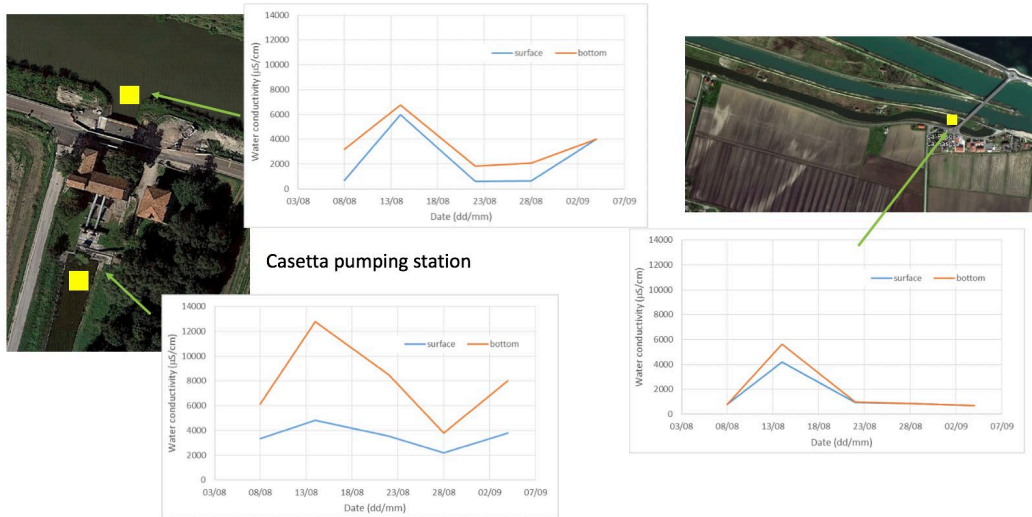 14000
12000
10000
8000
6000
4000
2000
0
Water conductivity (µS/cm)
surface
bottom
03/08 08/08 13/08 18/08 23/08 28/08 02/09 07/09
Date (dd/mm)
Casetta pumping station
14000
12000
10000
8000
6000
4000
2000
0
Water conductivity (µS/cm)
surface
bottom
03/08 08/08 13/08 18/08 23/08 28/08 02/09 07/09
Date (dd/mm)
14000
12000
10000
8000
6000
4000
2000
0
Water conductivity (µS/cm)
surface
bottom
03/08 08/08 13/08 18/08 23/08 28/08 02/09 07/09
Date (dd/mm)